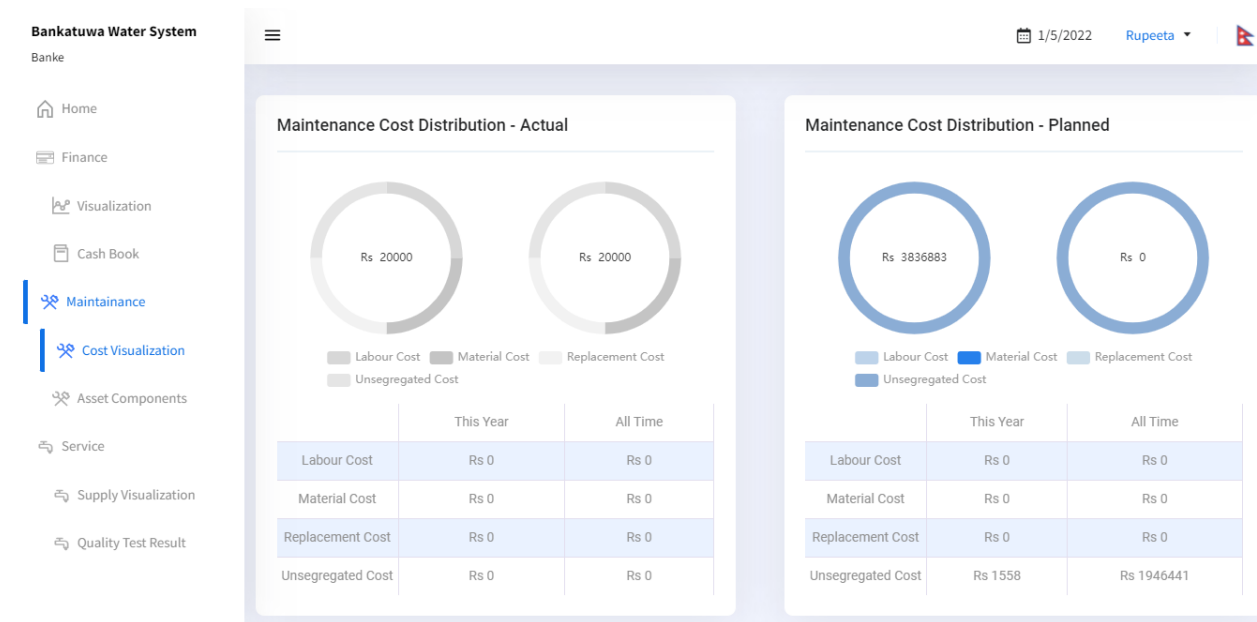 Bankatuwa Water System
Banke
1/5/2022 Rupeeta
Home
Finance
Visualization
Cash Book
Maintainance
Cost Visualization
Asset Components
Service
Supply Visualization
Quality Test Result
Maintenance Cost Distribution - Actual
Rs 20000 Rs 20000
Labour Cost Material Cost Replacement Cost
Unsegregated Cost
This Year All Time
Labour Cost Rs 0 Rs 0
Material Cost Rs 0 Rs 0
Replacement Cost Rs 0 Rs 0
Unsegregated Cost Rs 0 Rs 0
Maintenance Cost Distribution - Planned
Rs 3836883 Rs 0
Labour Cost Material Cost Replacement Cost
Unsegregated Cost
This Year All Time
Labour Cost Rs 0 Rs 0
Material Cost Rs 0 Rs 0
Replacement Cost Rs 0 Rs 0
Unsegregated Cost Rs 1558 Rs 1946441